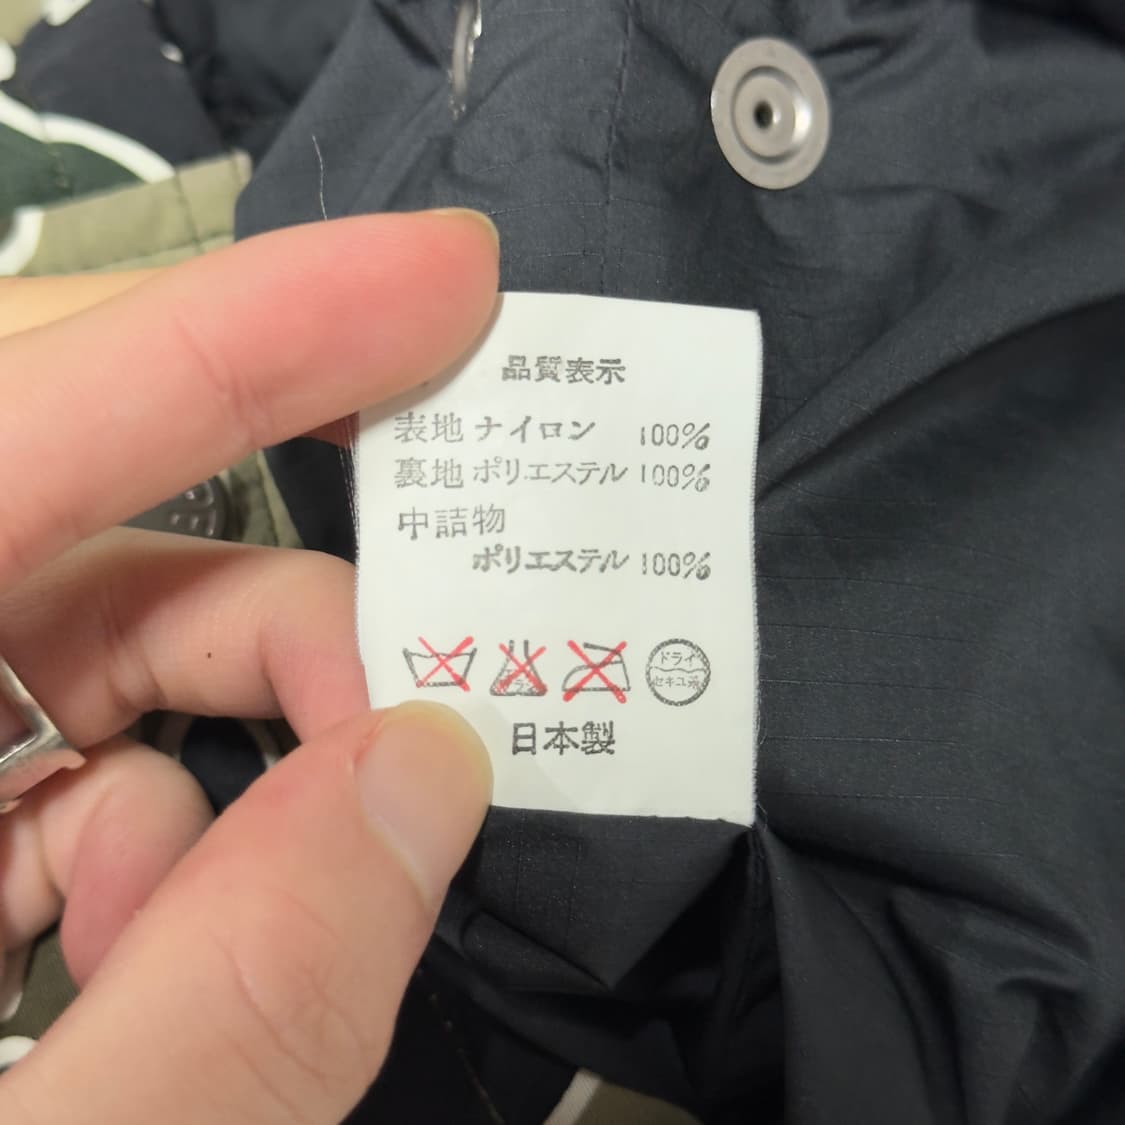 品質表示
表地 ナイロン 100%
裏地 ポリエステル 100%
中詰物
ポリエステル 100%
ドライ
セキユ系
日本製